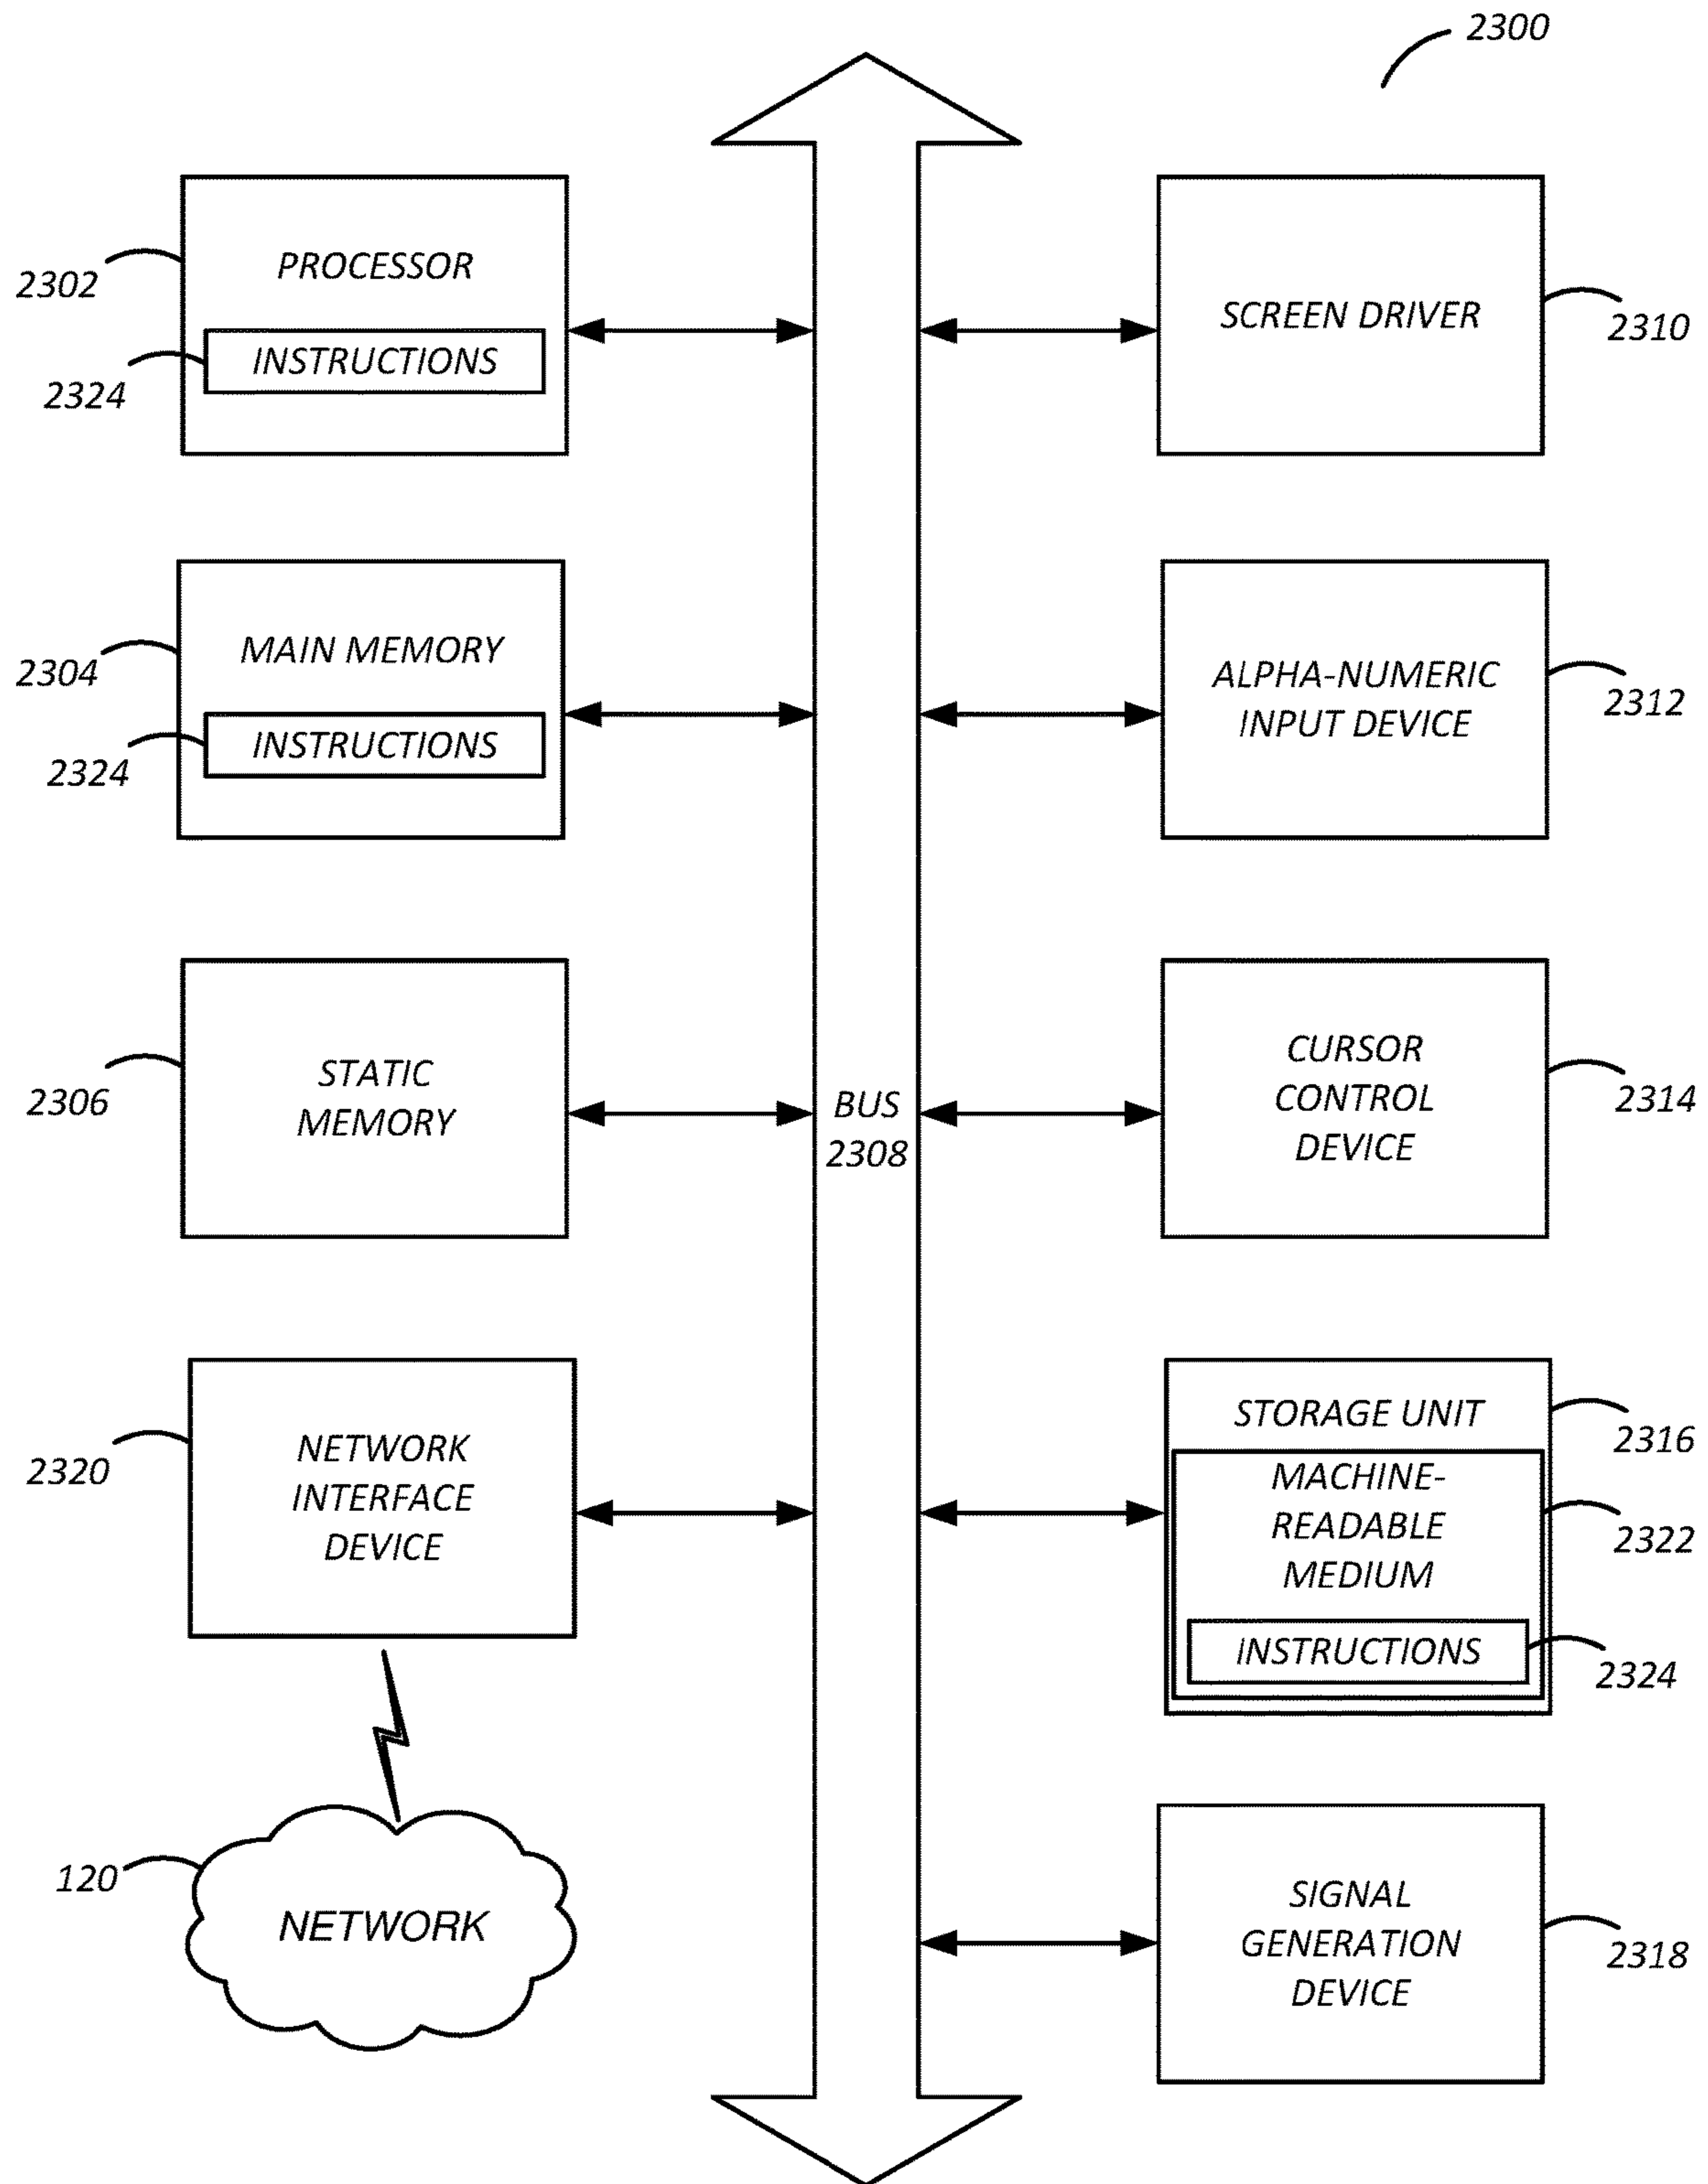 2300
PROCESSOR
2302
INSTRUCTIONS
2324
SCREEN DRIVER
2310
MAIN MEMORY
2304
INSTRUCTIONS
2324
ALPHA-NUMERIC
INPUT DEVICE
2312
STATIC
MEMORY
2306
BUS
2308
CURSOR
CONTROL
DEVICE
2314
NETWORK
INTERFACE
DEVICE
2320
STORAGE UNIT
2316
MACHINE-
READABLE
MEDIUM
2322
INSTRUCTIONS
2324
120
NETWORK
SIGNAL
GENERATION
DEVICE
2318